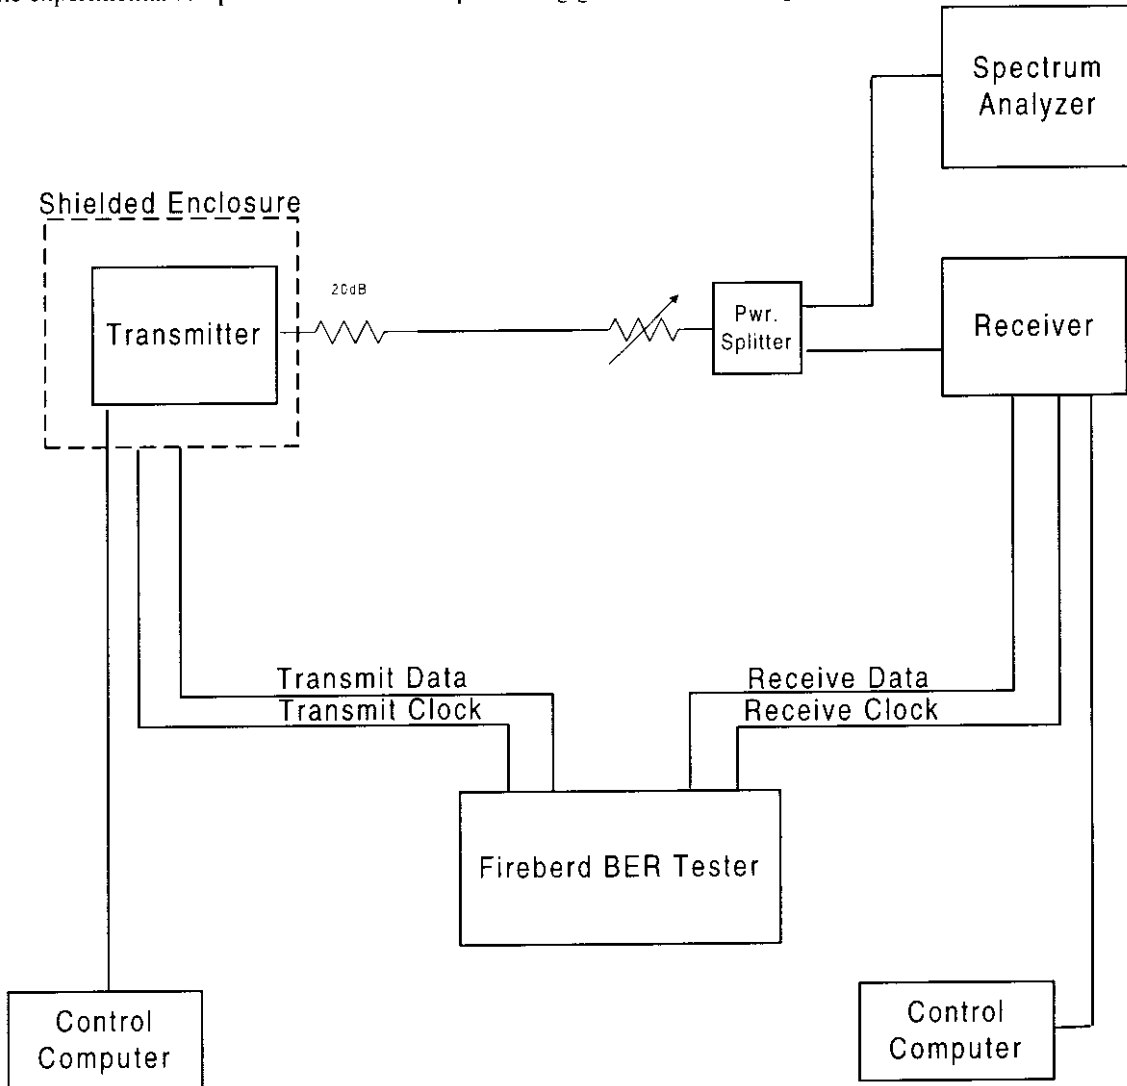 Spectrum
Analyzer
Shielded Enclosure
20dB
Transmitter
Pwr.
Splitter
Receiver
Transmit Data
Transmit Clock
Receive Data
Receive Clock
Fireberd BER Tester
Control
Computer
Control
Computer